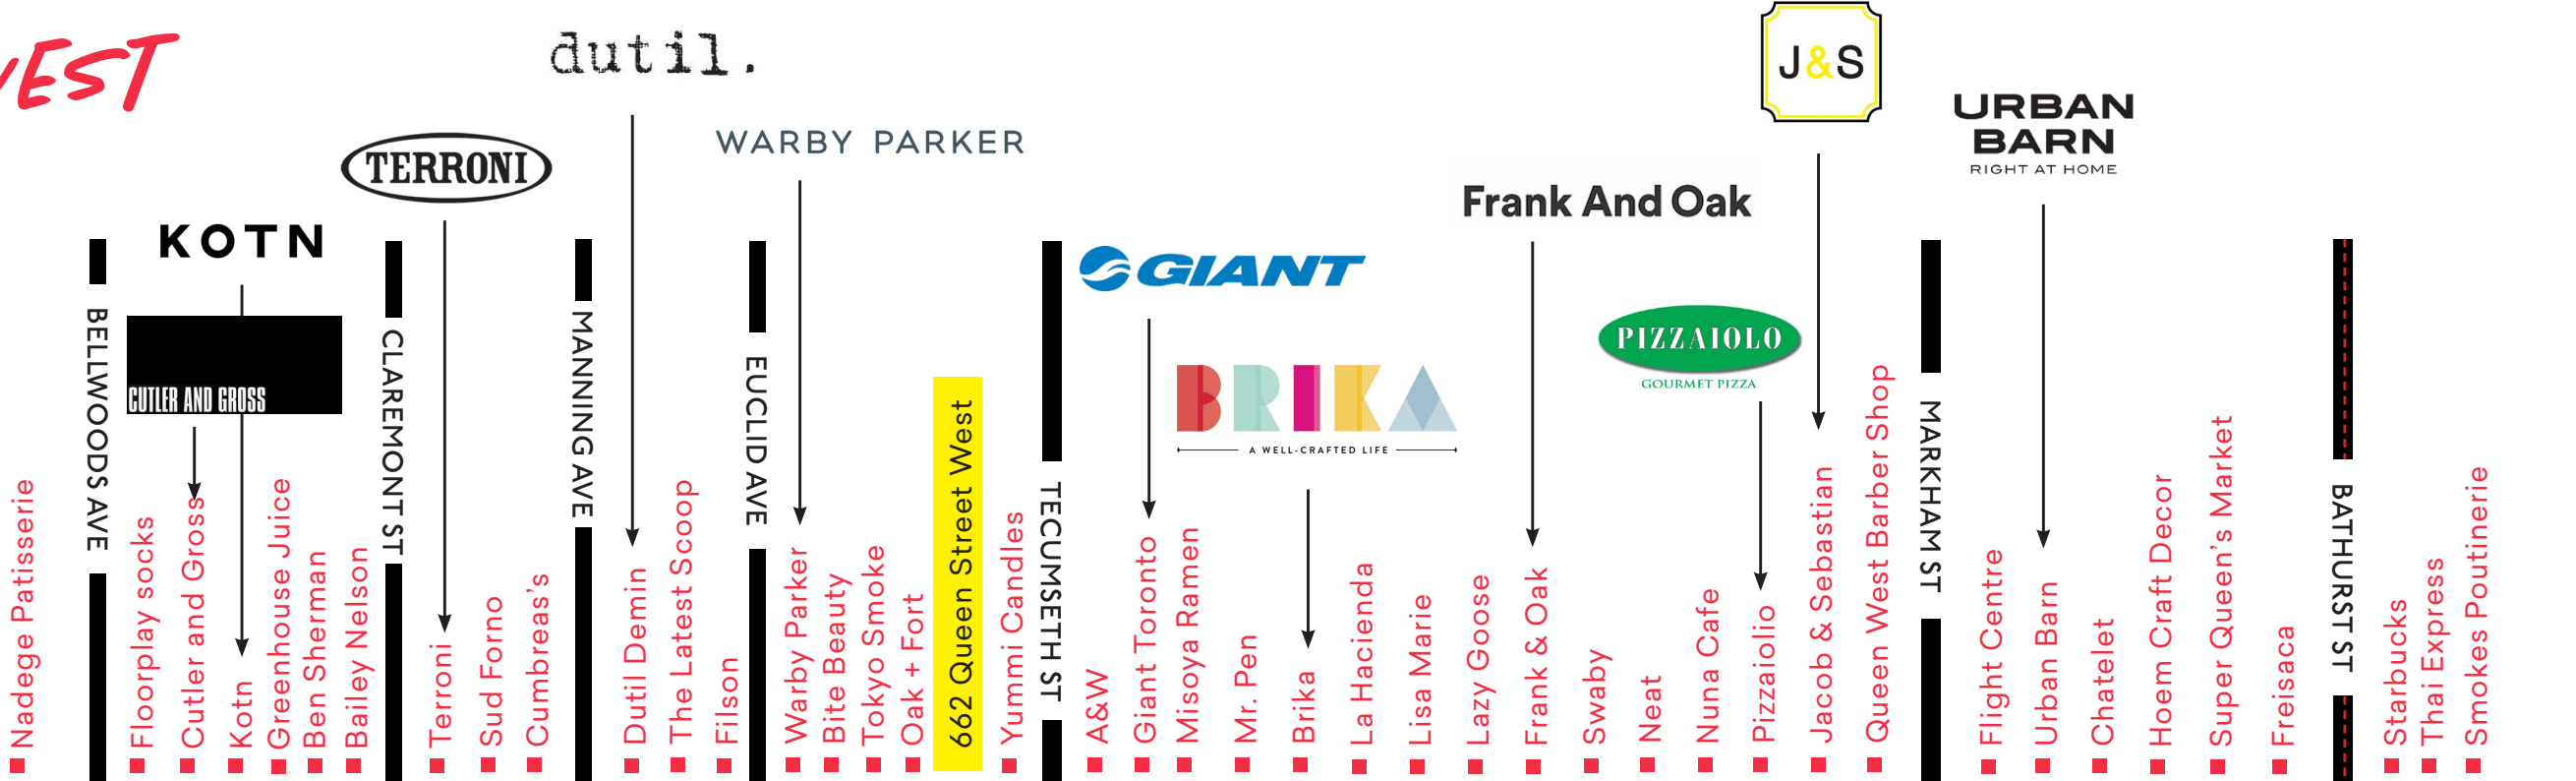 WEST
dutil.
J&S
WARBY PARKER
URBAN
BARN
RIGHT AT HOME
TERRONI
Frank And Oak
KOTN
GIANT
PIZZAIOLO
GOURMET PIZZA
BRIKA
A WELL-CRAFTED LIFE
CUTLER AND GROSS
Nadege Patisserie
BELLWOODS AVE
Floorplay socks
Cutler and Gross
Kotn
Greenhouse Juice
Ben Sherman
Bailey Nelson
CLAREMONT ST
Terroni
Sud Forno
Cumbreas's
MANNING AVE
Dutil Demin
The Latest Scoop
Filson
EUCLID AVE
Warby Parker
Bite Beauty
Tokyo Smoke
Oak + Fort
662 Queen Street West
Yummi Candles
TECUMSETH ST
A&W
Giant Toronto
Misoya Ramen
Mr. Pen
Brika
La Hacienda
Lisa Marie
Lazy Goose
Frank & Oak
Swaby
Neat
Nuna Cafe
Pizzaiolio
Jacob & Sebastian
Queen West Barber Shop
MARKHAM ST
Flight Centre
Urban Barn
Chatelet
Hoem Craft Decor
Super Queen's Market
Freisaca
BATHURST ST
Starbucks
Thai Express
Smokes Poutinerie